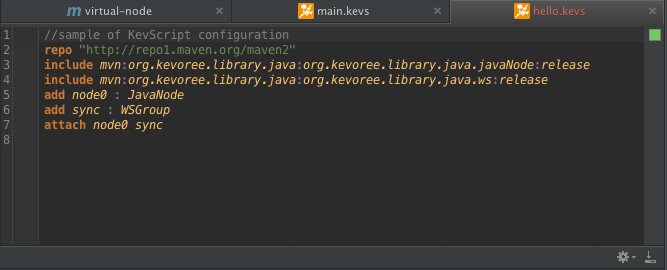 virtual-node main.kevs hello.kevs
1 //sample of KevScript configuration
2 repo "http://repo1.maven.org/maven2"
3 include mvn:org.kevoree.library.java:org.kevoree.library.java.javaNode:release
4 include mvn:org.kevoree.library.java:org.kevoree.library.java.ws:release
5 add node0 : JavaNode
6 add sync : WSGroup
7 attach node0 sync
8